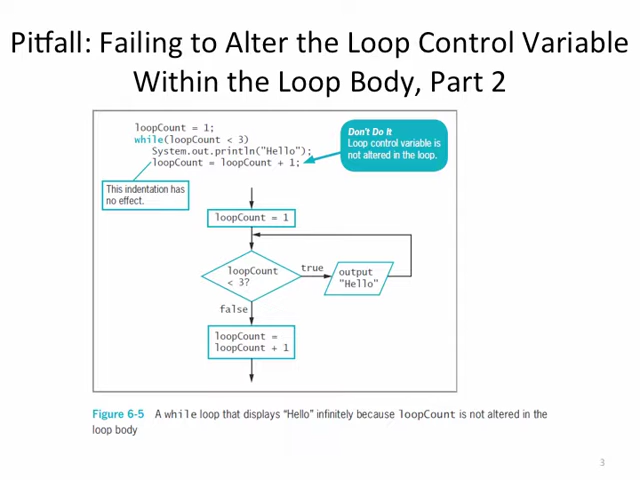 Pitfall: Failing to Alter the Loop Control Variable
Within the Loop Body, Part 2
loopCount = 1;
while(loopCount < 3)
System.out.println("Hello");
loopCount = loopCount + 1;
Don't Do It
Loop control variable is
not altered in the loop.
This indentation has
no effect.
loopCount = 1
loopCount
< 3?
true
output
"Hello"
false
loopCount =
loopCount + 1
Figure 6-5 A while loop that displays “Hello” infinitely because loopCount is not altered in the
loop body
3